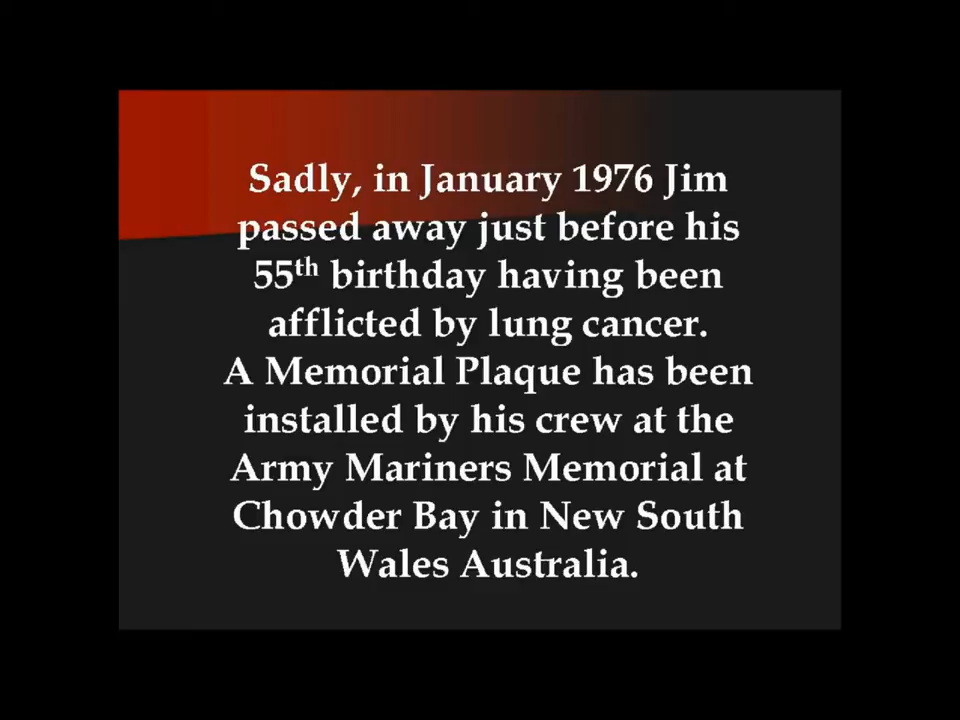 Sadly, in January 1976 Jim
passed away just before his
55th birthday having been
afflicted by lung cancer.
A Memorial Plaque has been
installed by his crew at the
Army Mariners Memorial at
Chowder Bay in New South
Wales Australia.